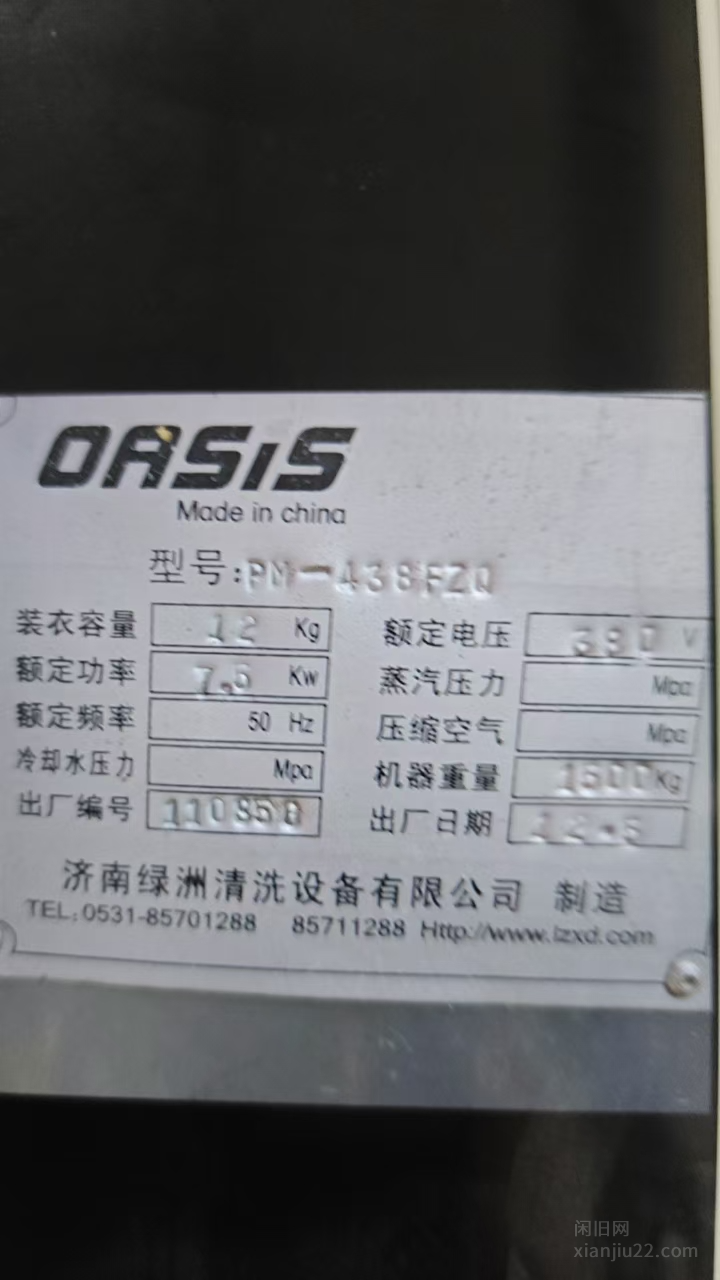 OASIS
Made in china
型号:PM-438FZQ
装衣容量 12 Kg 额定电压 380 V
额定功率 7.5 Kw 蒸汽压力 Mpa
额定频率 50 Hz 压缩空气 Mpa
冷却水压力 Mpa 机器重量 1500Kg
出厂编号 110850 出厂日期 12.5
济南绿洲清洗设备有限公司 制造
TEL:0531-85701288 85711288 Http://www.lzxd.com
闲旧网
xianjiu22.com